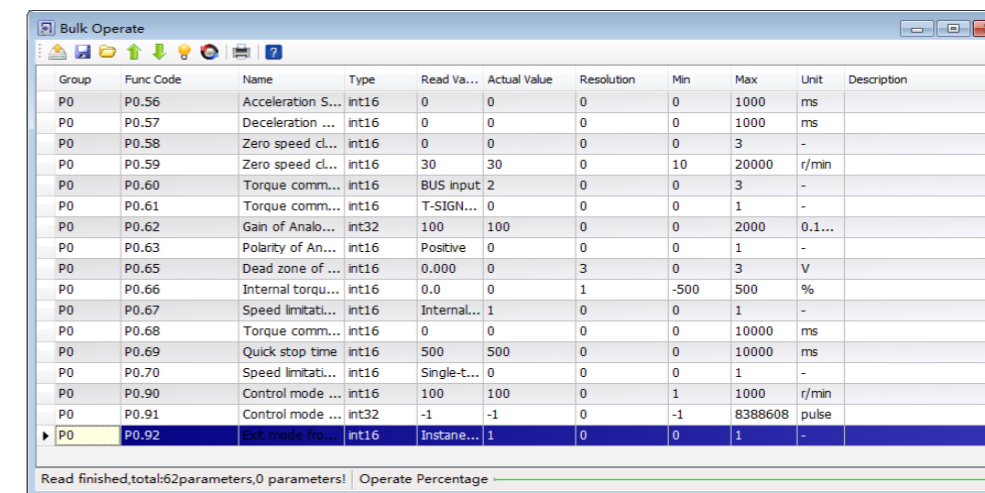 Bulk Operate
Group Func Code Name Type Read Va... Actual Value Resolution Min Max Unit Description
P0 P0.56 Acceleration S... int16 0 0 0 0 1000 ms
P0 P0.57 Deceleration ... int16 0 0 0 0 1000 ms
P0 P0.58 Zero speed cl... int16 0 0 0 0 3 -
P0 P0.59 Zero speed cl... int16 30 30 0 10 20000 r/min
P0 P0.60 Torque comm... int16 BUS input 2 0 0 3 -
P0 P0.61 Torque comm... int16 T-SIGN... 0 0 0 1 -
P0 P0.62 Gain of Analo... int32 100 100 0 0 2000 0.1...
P0 P0.63 Polarity of An... int16 Positive 0 0 0 1 -
P0 P0.65 Dead zone of ... int16 0.000 0 3 0 3 V
P0 P0.66 Internal torqu... int16 0.0 0 1 -500 500 %
P0 P0.67 Speed limitati... int16 Internal... 1 0 0 1 -
P0 P0.68 Torque comm... int16 0 0 0 0 10000 ms
P0 P0.69 Quick stop time int16 500 500 0 0 10000 ms
P0 P0.70 Speed limitati... int16 Single-t... 0 0 0 1 -
P0 P0.90 Control mode ... int16 100 100 0 1 1000 r/min
P0 P0.91 Control mode ... int32 -1 -1 0 -1 8388608 pulse
P0 P0.92 Exit mode fro... int16 Instane... 1 0 0 1 -
Read finished,total:62parameters,0 parameters! Operate Percentage